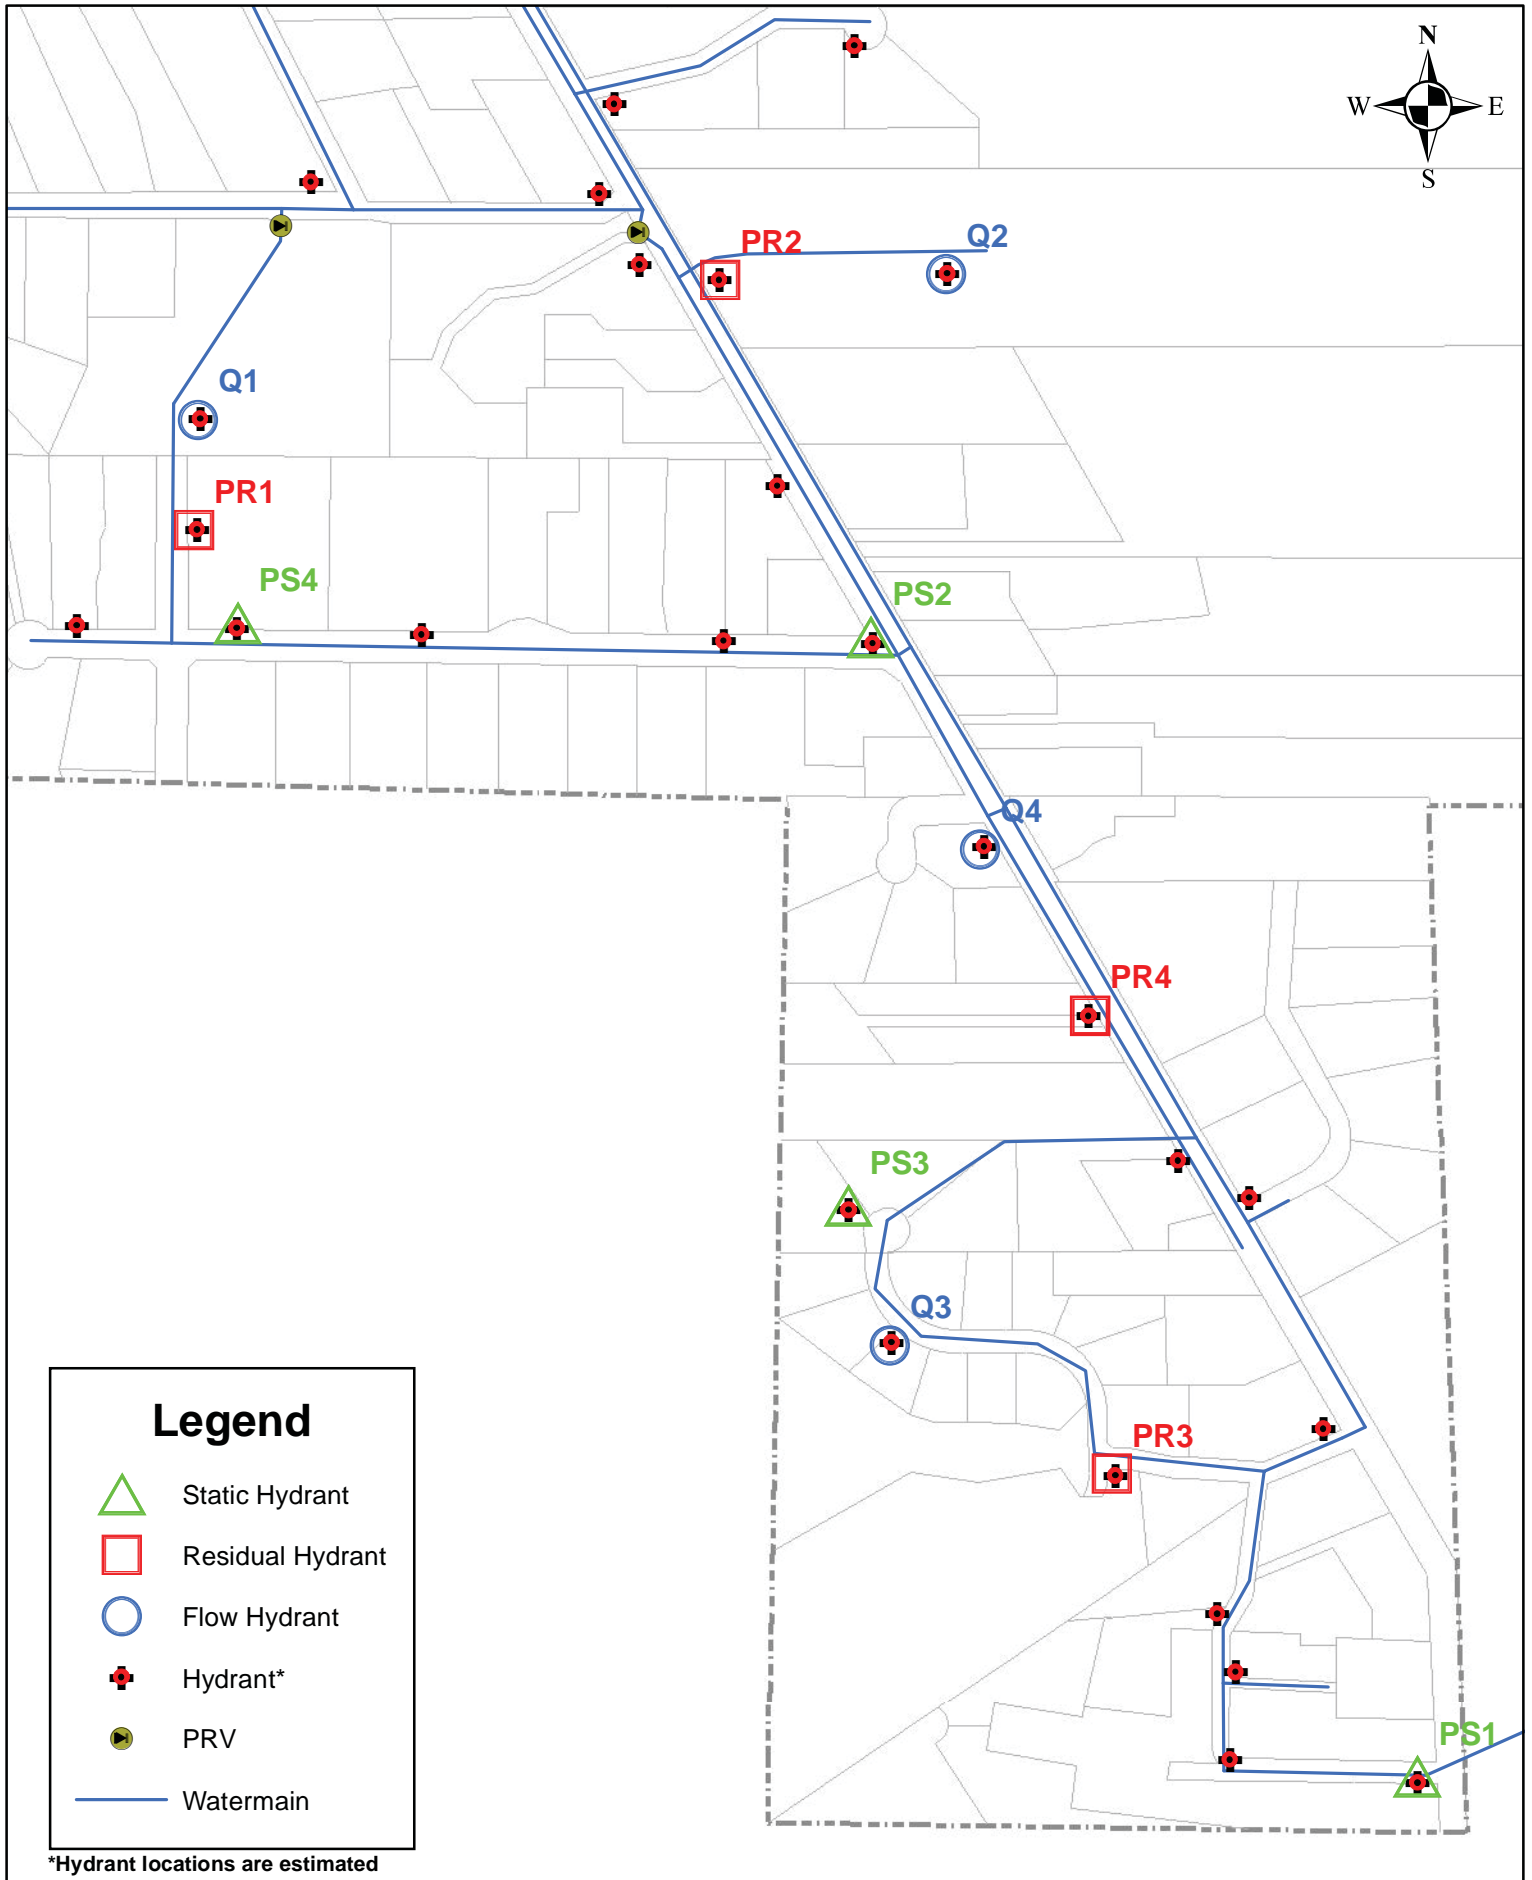 N
W E
S
PR2
Q2
Q1
PR1
PS4
PS2
Q4
PR4
PS3
Q3
PR3
PS1
Legend
Static Hydrant
Residual Hydrant
Flow Hydrant
Hydrant*
PRV
Watermain
*Hydrant locations are estimated